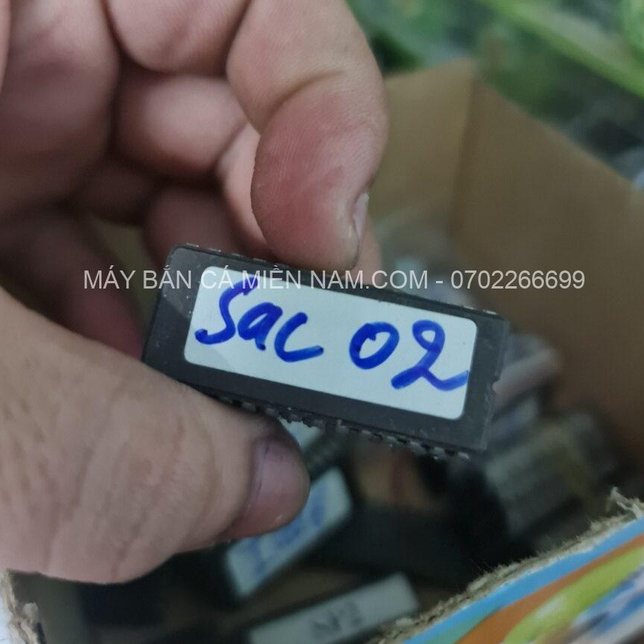 MÁY BẮN CÁ MIỀN NAM.COM - 0702266699
Sac 02